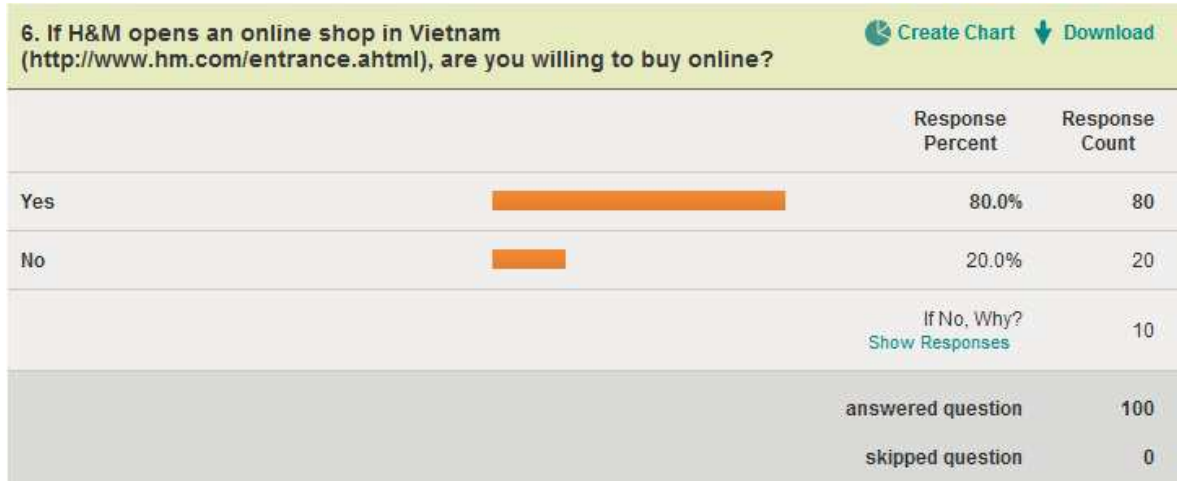 6. If H&M opens an online shop in Vietnam
(http://www.hm.com/entrance.ahtml), are you willing to buy online?
Create Chart Download
Response Percent Response Count
Yes 80.0% 80
No 20.0% 20
If No, Why? 10
Show Responses
answered question 100
skipped question 0